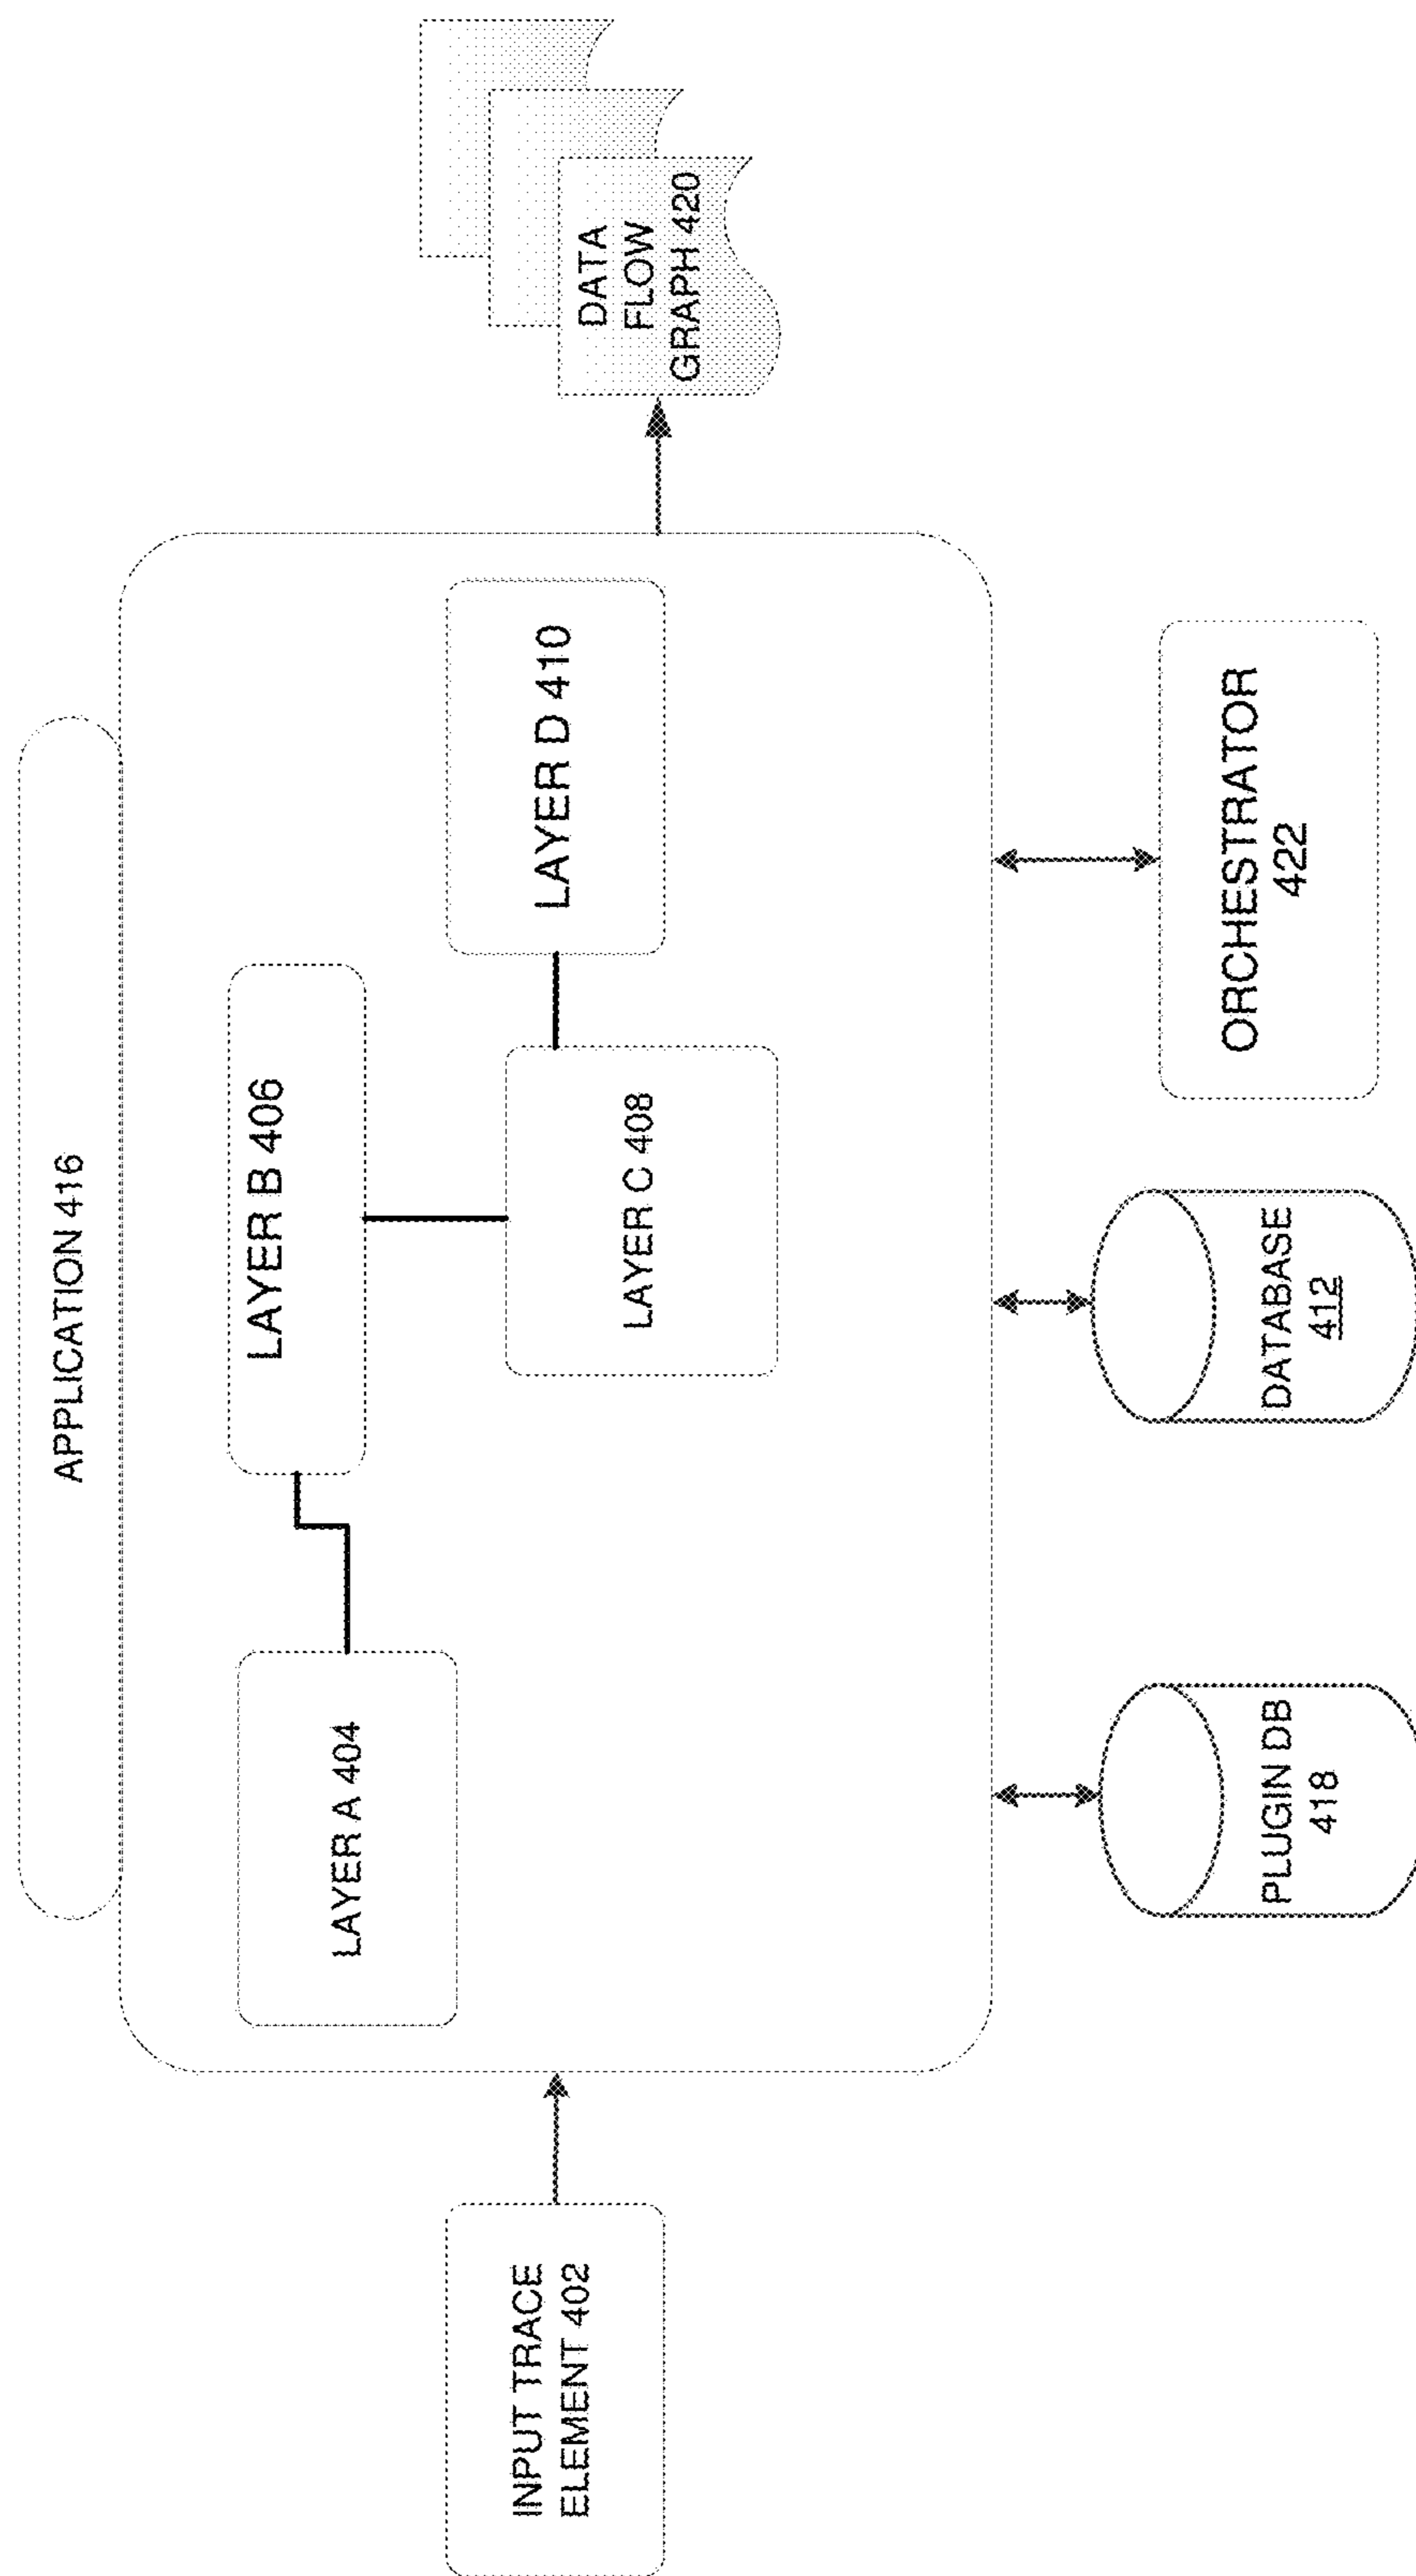 APPLICATION 416
INPUT TRACE
ELEMENT 402
LAYER A 404
LAYER B 406
LAYER C 408
LAYER D 410
DATA
FLOW
GRAPH 420
PLUGIN DB
418
DATABASE
412
ORCHESTRATOR
422